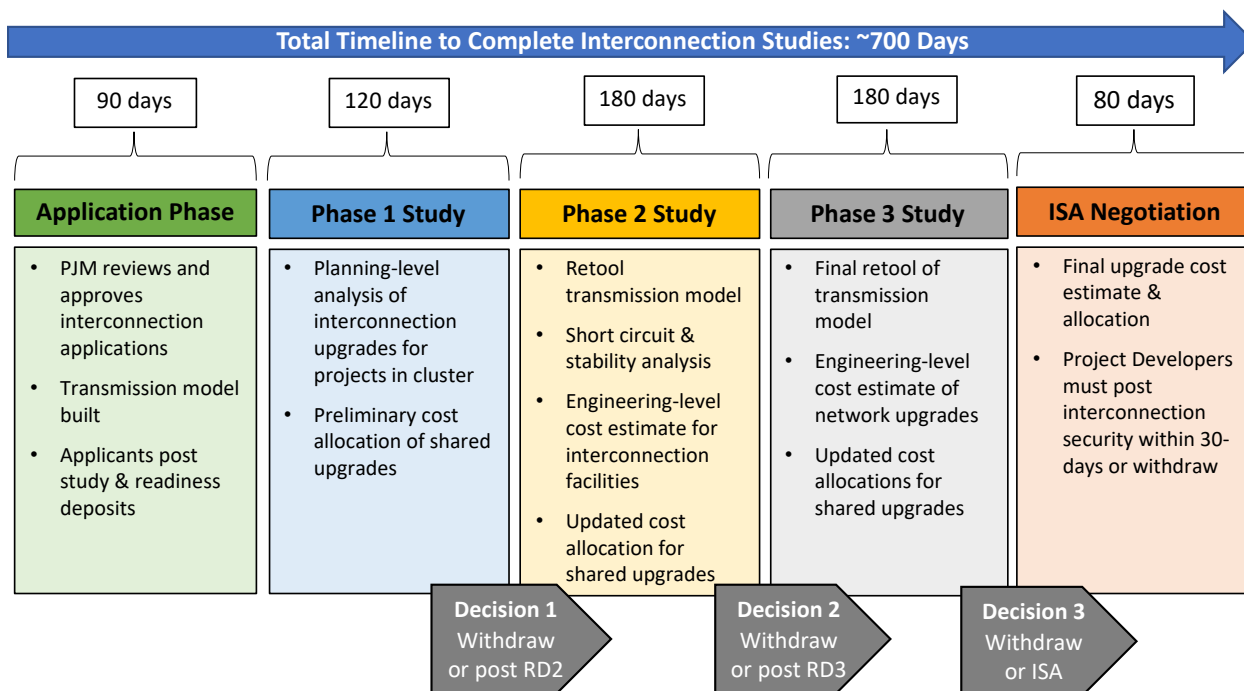 Total Timeline to Complete Interconnection Studies: ~700 Days
90 days
120 days
180 days
180 days
80 days
Application Phase
• PJM reviews and
approves
interconnection
applications
• Transmission model
built
• Applicants post
study & readiness
deposits
Phase 1 Study
• Planning-level
analysis of
interconnection
upgrades for
projects in cluster
• Preliminary cost
allocation of shared
upgrades
Phase 2 Study
• Retool
transmission model
• Short circuit &
stability analysis
• Engineering-level
cost estimate for
interconnection
facilities
• Updated cost
allocation for
shared upgrades
Phase 3 Study
• Final retool of
transmission
model
• Engineering-level
cost estimate of
network upgrades
• Updated cost
allocations for
shared upgrades
ISA Negotiation
• Final upgrade cost
estimate &
allocation
• Project Developers
must post
interconnection
security within 30-
days or withdraw
Decision 1
Withdraw
or post RD2
Decision 2
Withdraw
or post RD3
Decision 3
Withdraw
or ISA